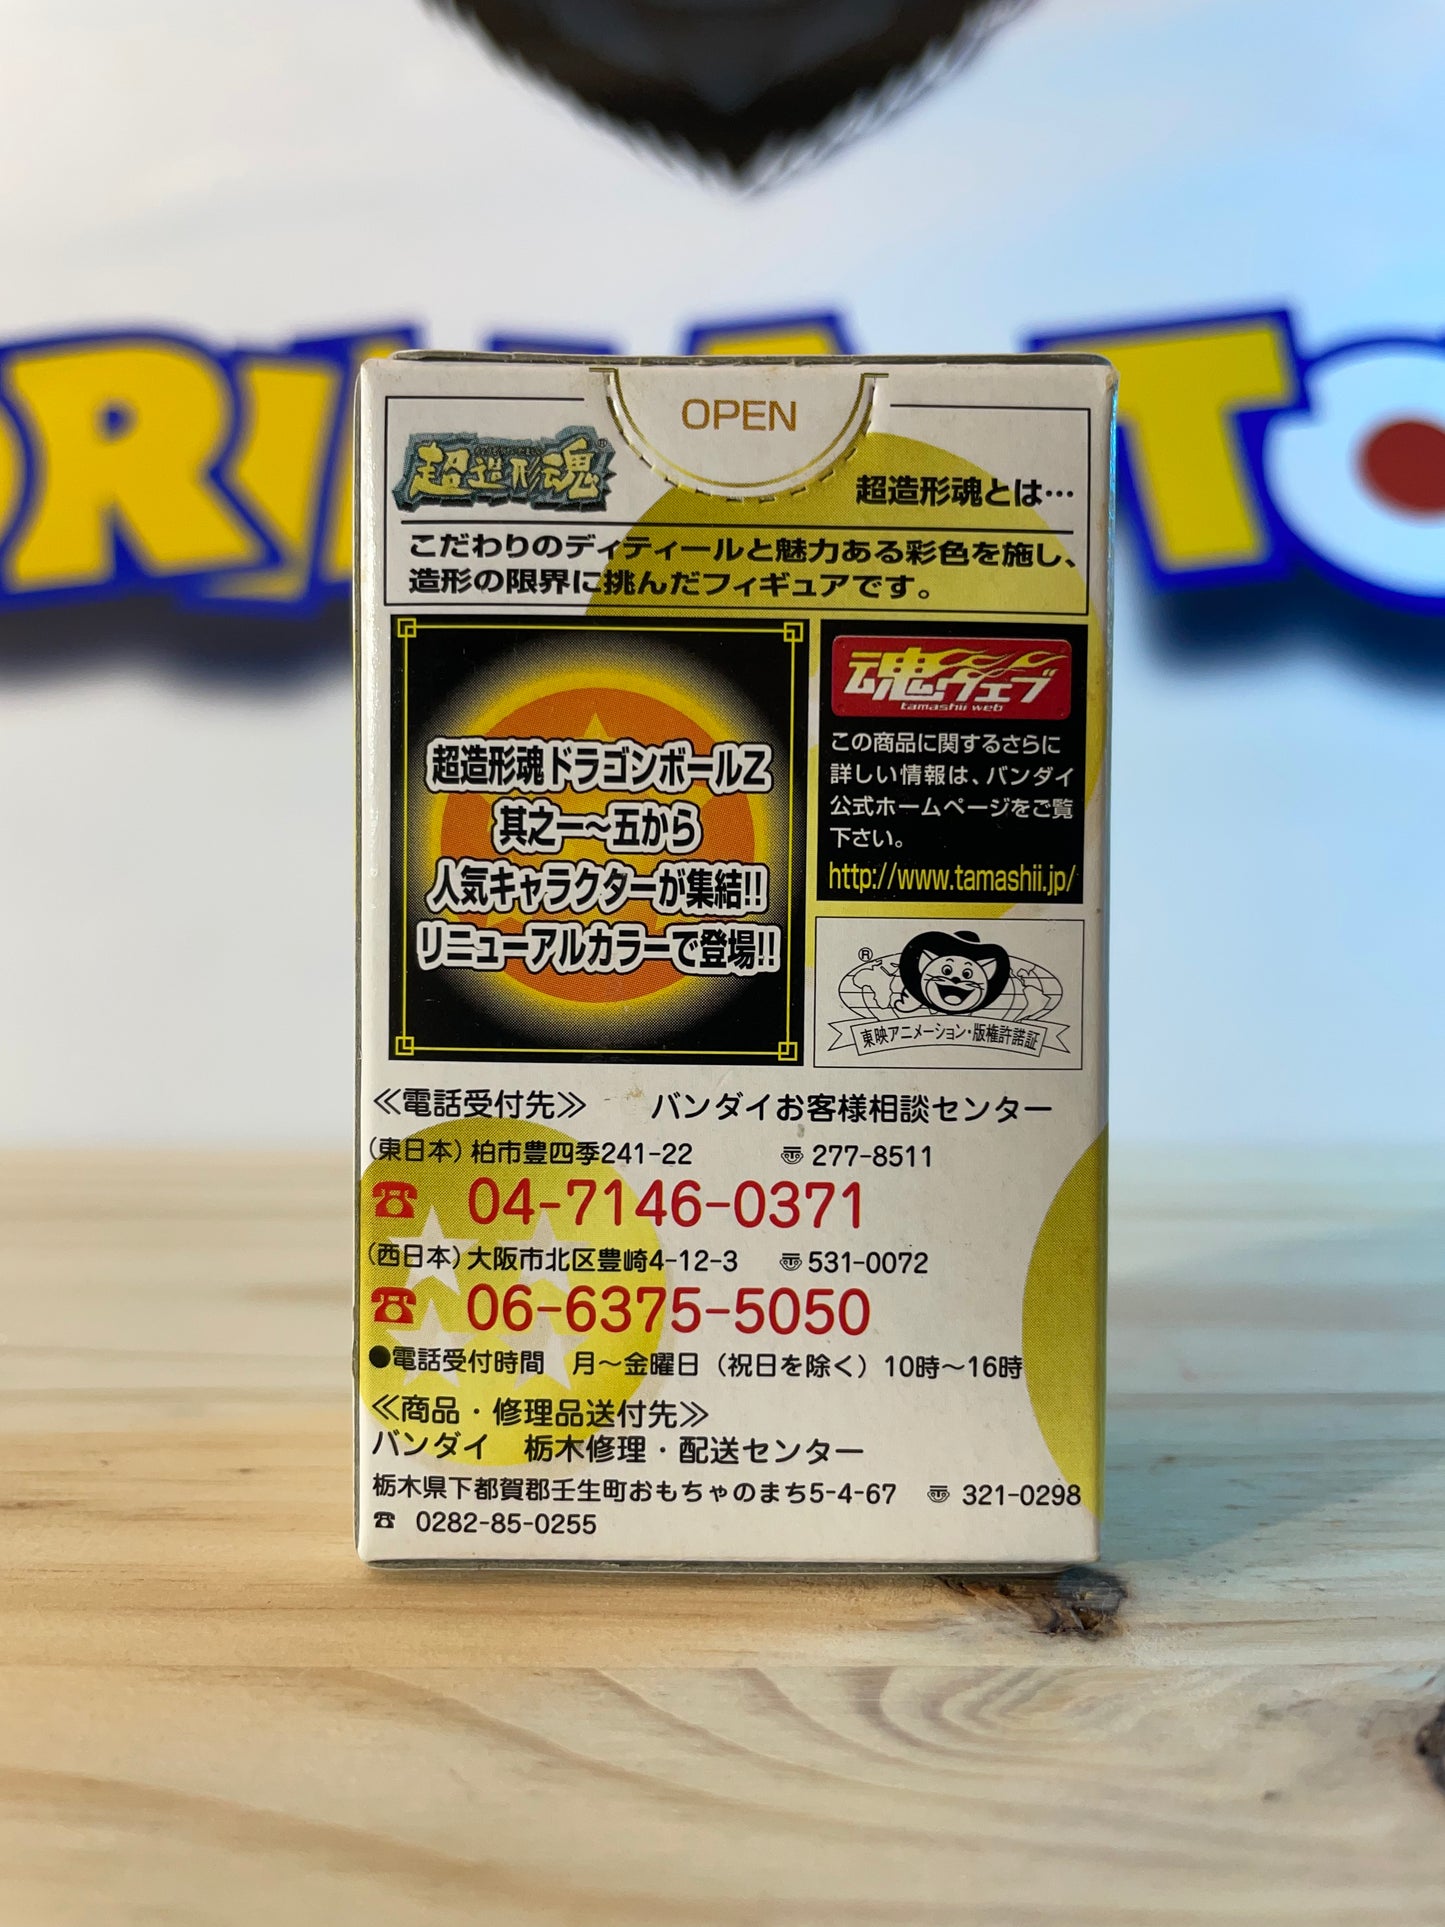 OPEN
超造形魂
超造形魂とは…
こだわりのディティールと魅力ある彩色を施し、
造形の限界に挑んだフィギュアです。
超造形魂ドラゴンボールZ
其之一〜五から
人気キャラクターが集結!!
リニューアルカラーで登場!!
魂ウェブ
tamashii web
この商品に関するさらに
詳しい情報は、バンダイ
公式ホームページをご覧
下さい。
http://www.tamashii.jp/
®
東映アニメーション・版権許諾証
≪電話受付先≫ バンダイお客様相談センター
(東日本) 柏市豊四季241-22 〠 277-8511
☎ 04-7146-0371
(西日本) 大阪市北区豊崎4-12-3 〠 531-0072
☎ 06-6375-5050
●電話受付時間 月〜金曜日（祝日を除く）10時〜16時
≪商品・修理品送付先≫
バンダイ 栃木修理・配送センター
栃木県下都賀郡壬生町おもちゃのまち5-4-67 〠 321-0298
☎ 0282-85-0255